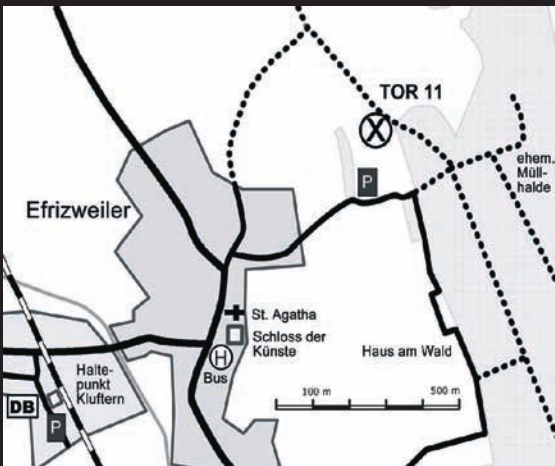 TOR 11
X
P
ehem.
Müll-
halde
Efrizweiler
St. Agatha
Schloss der
Künste
H
Bus
Haus am Wald
Halte-
punkt
Kluftern
DB
P
100 m
500 m